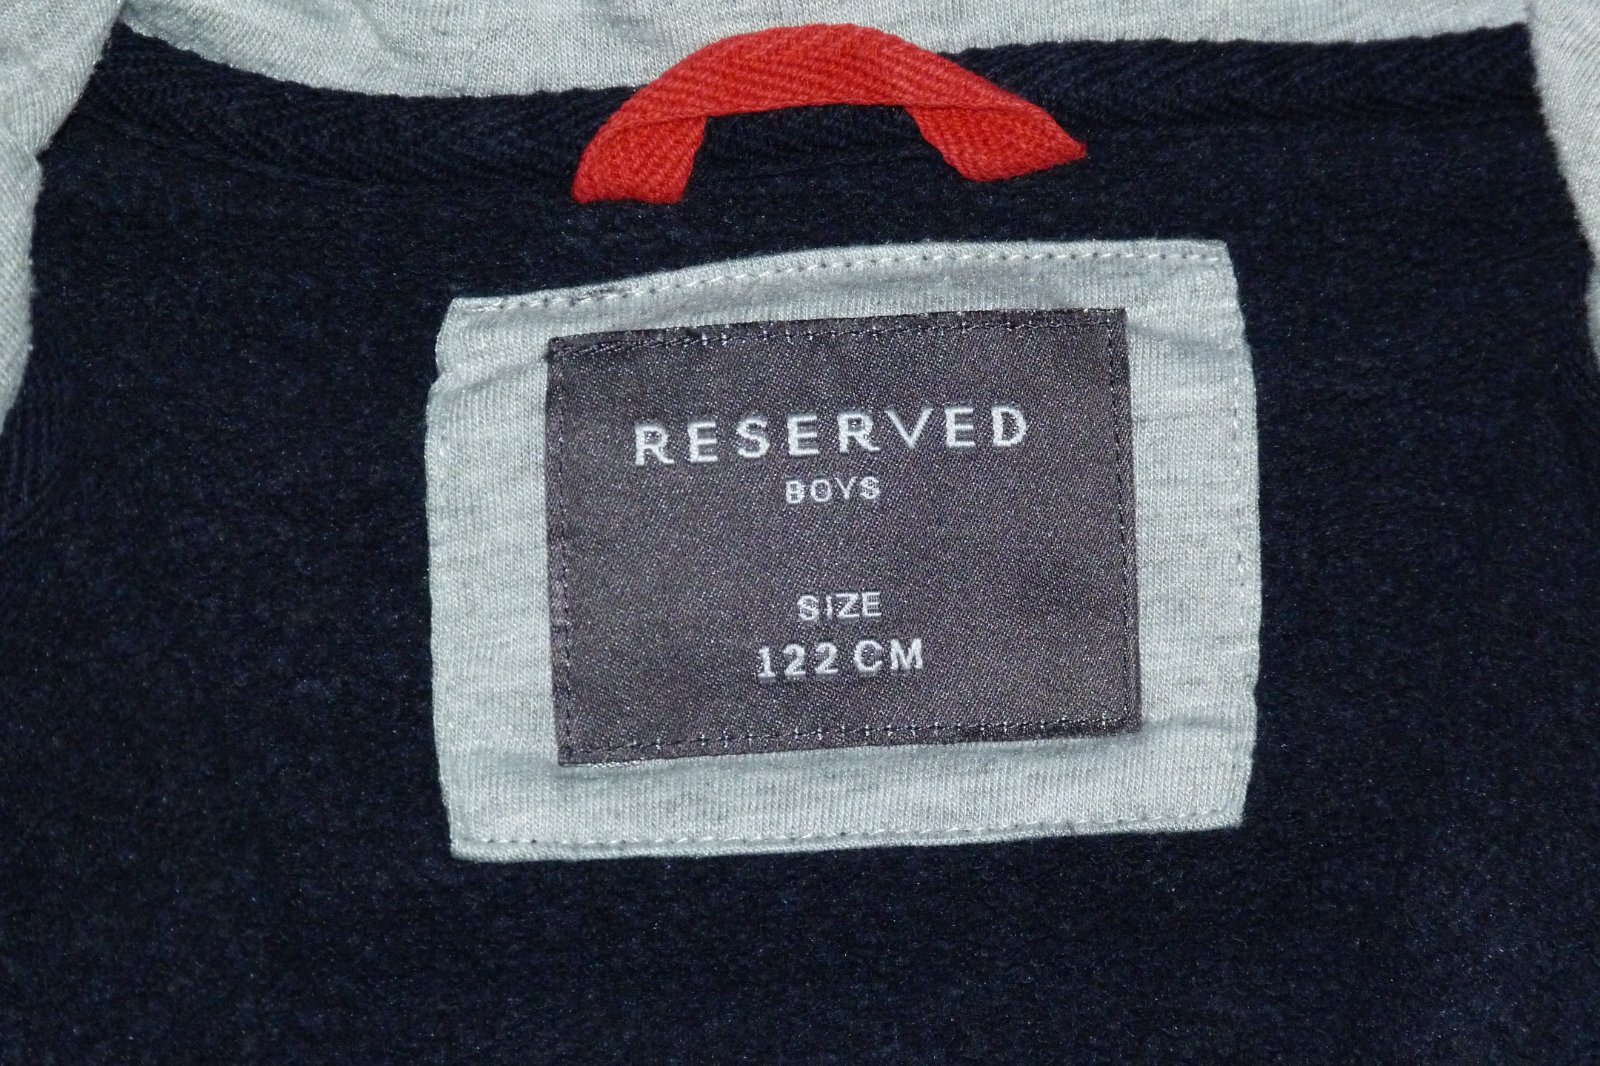 RESERVED
BOYS
SIZE
122 CM